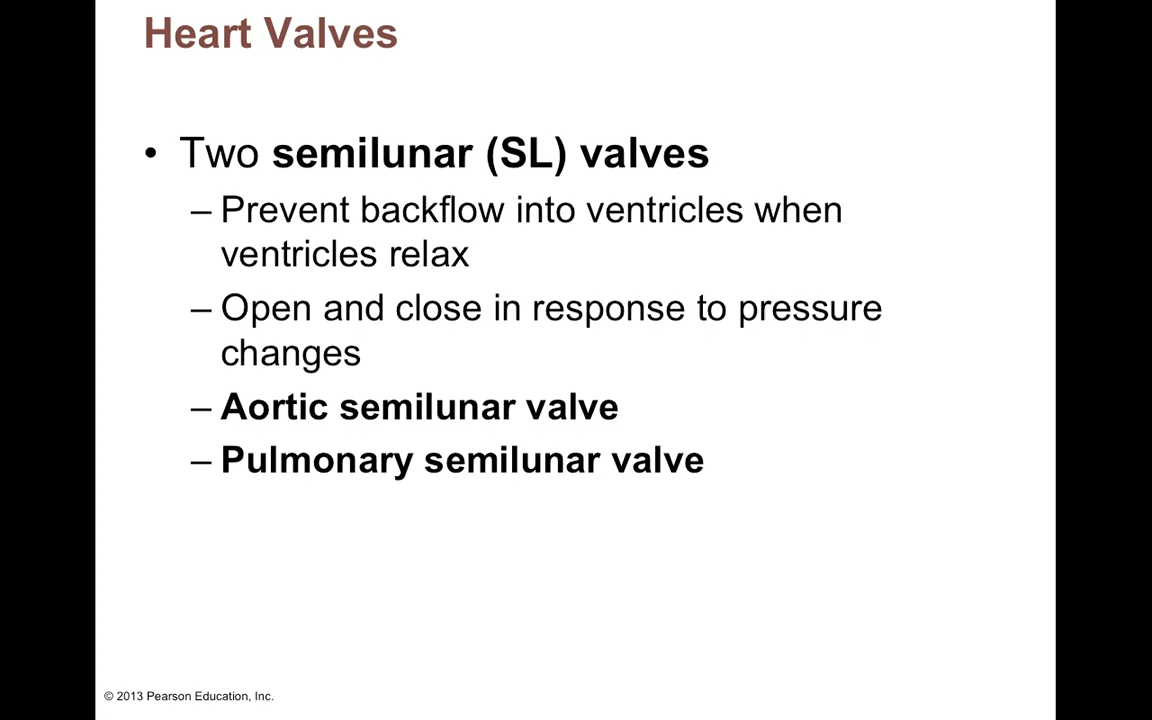 Heart Valves
• Two semilunar (SL) valves
– Prevent backflow into ventricles when
ventricles relax
– Open and close in response to pressure
changes
– Aortic semilunar valve
– Pulmonary semilunar valve
© 2013 Pearson Education, Inc.